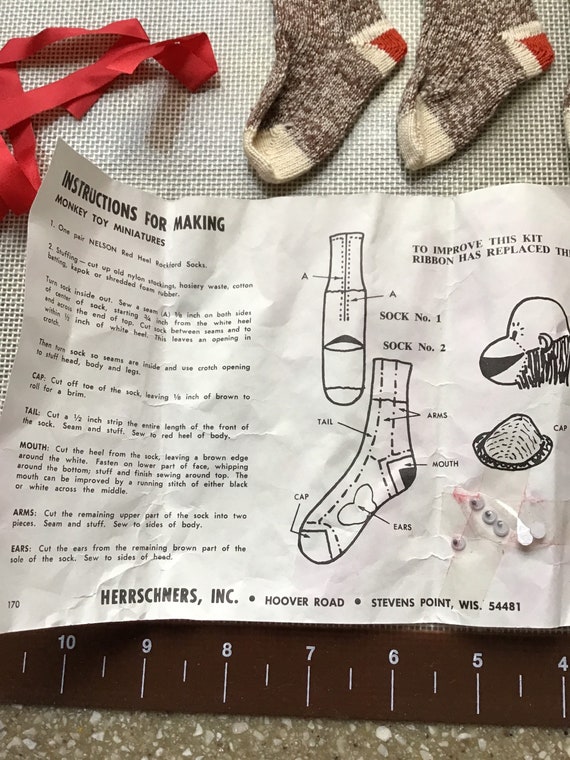 INSTRUCTIONS FOR MAKING
MONKEY TOY MINIATURES
1. One pair NELSON Red Heel Rockford Socks.
2. Stuffing — cut up old nylon stockings, hosiery waste, cotton
batting, kapok or shredded foam rubber.
Turn sock inside out. Sew a seam (A) 3/8 inch on both sides
of center of sock, starting 3/4 inch from the white heel
and across the end of top. Cut sock between seams and to
within 1/2 inch of white heel. This leaves an opening in
crotch.
Then turn sock so seams are inside and use crotch opening
to stuff head, body and legs.
CAP: Cut off toe of the sock, leaving 1/8 inch of brown to
roll for a brim.
TAIL: Cut a 1/2 inch strip the entire length of the front of
the sock. Seam and stuff. Sew to red heel of body.
MOUTH: Cut the heel from the sock, leaving a brown edge
around the white. Fasten on lower part of face, whipping
around the bottom; stuff and finish sewing around top. The
mouth can be improved by a running stitch of either black
or white across the middle.
ARMS: Cut the remaining upper part of the sock into two
pieces. Seam and stuff. Sew to sides of body.
EARS: Cut the ears from the remaining brown part of the
sole of the sock. Sew to sides of head.
170
HERRSCHNERS, INC. • HOOVER ROAD • STEVENS POINT, WIS. 54481
TO IMPROVE THIS KIT
RIBBON HAS REPLACED
A
A
SOCK No. 1
SOCK No. 2
TAIL
ARMS
MOUTH
CAP
EARS
CAP
10 9 8 7 6 5 4